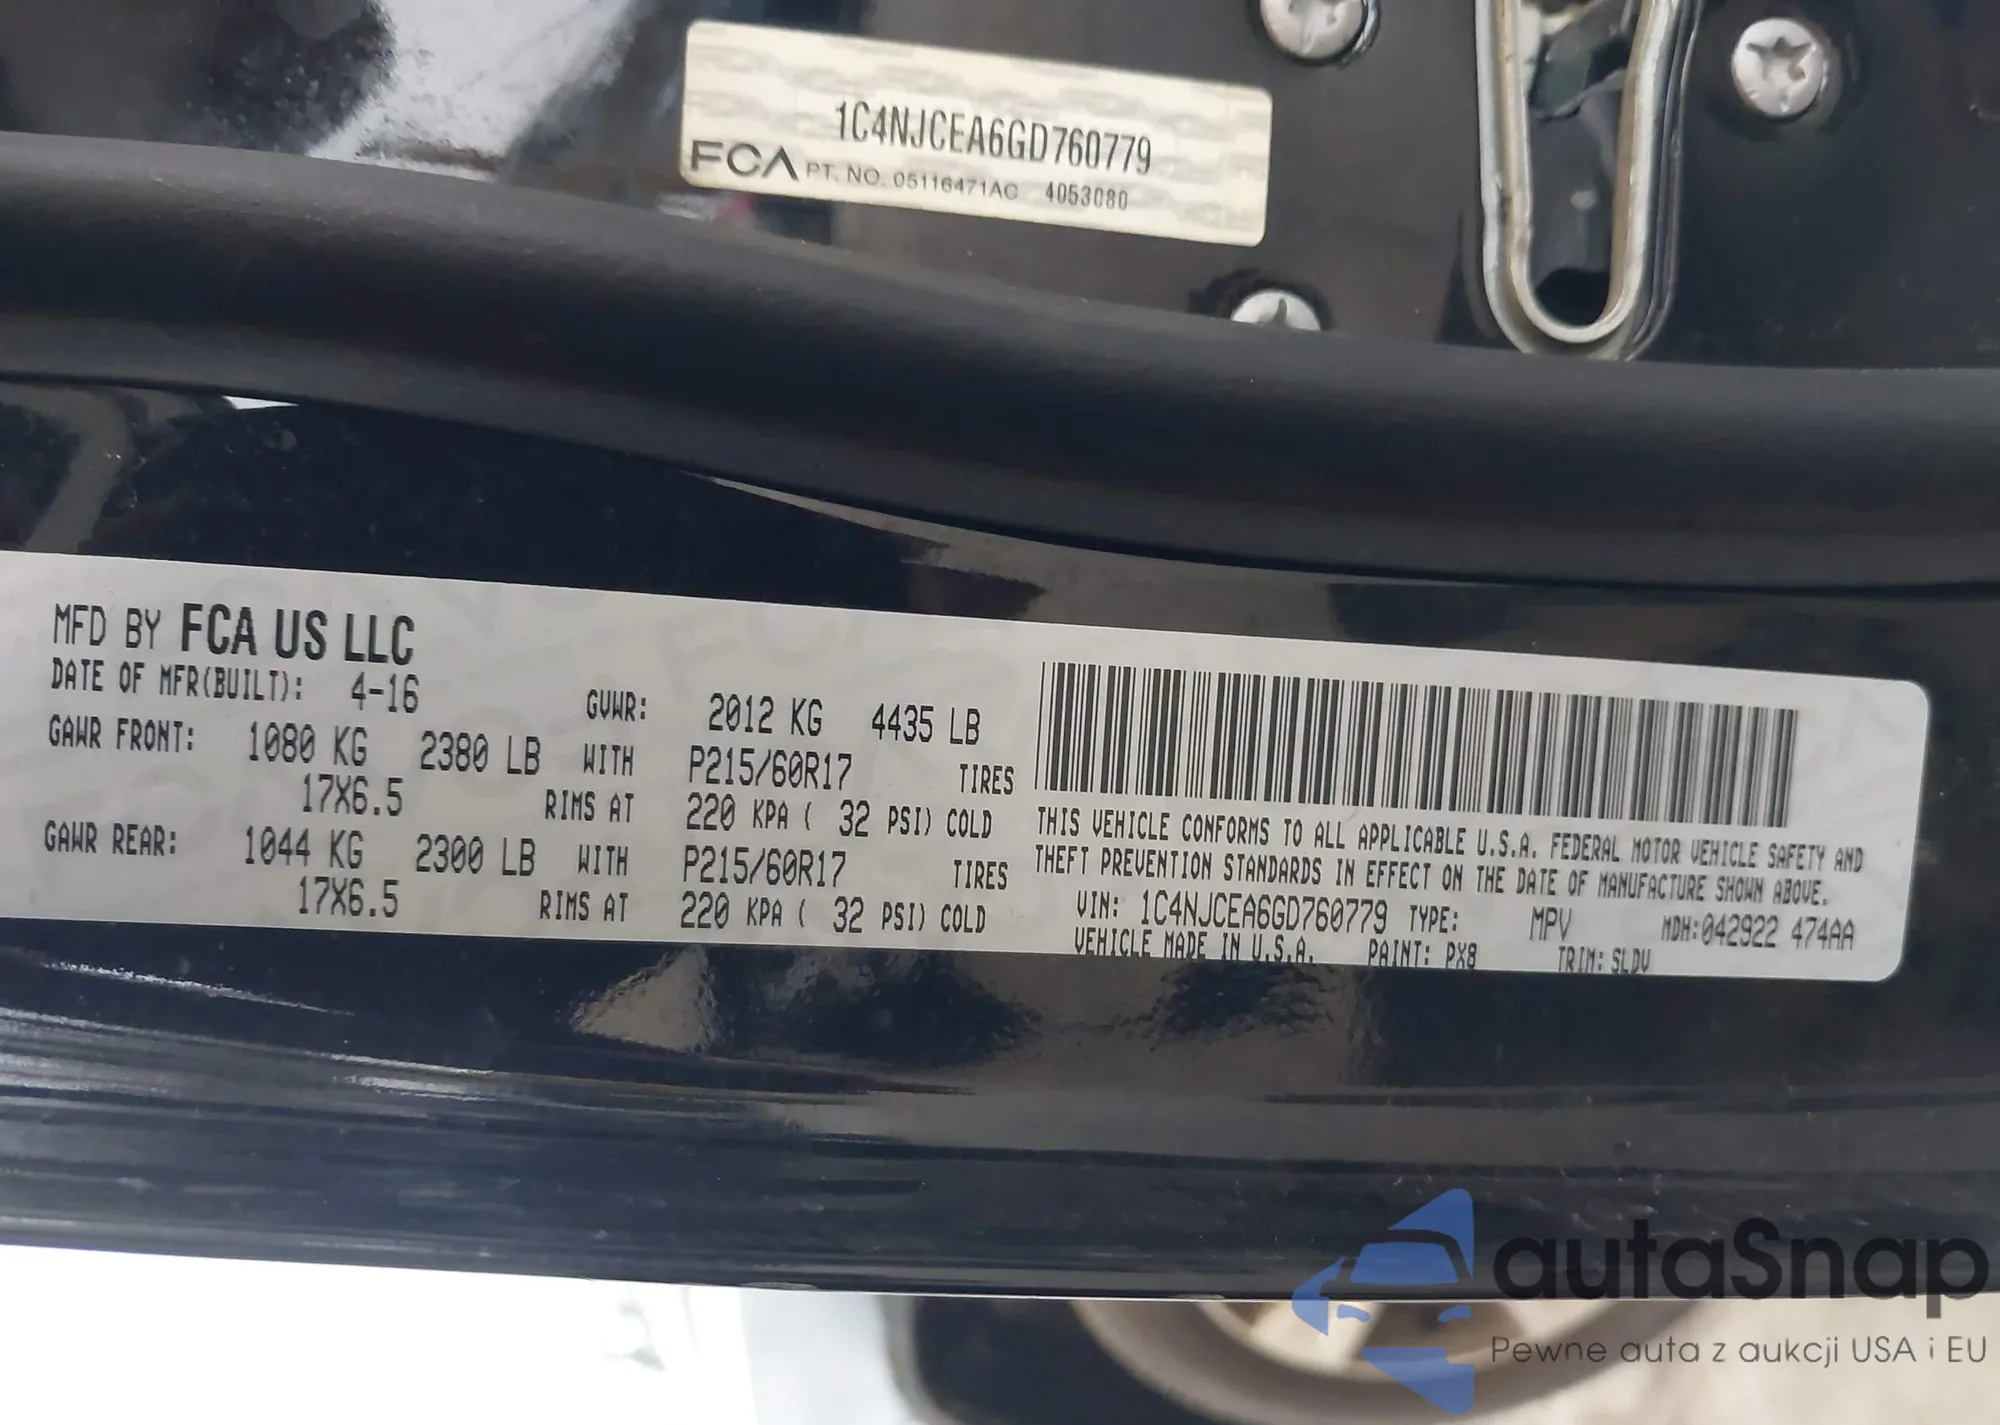 1C4NJCEA6GD760779
FCA PT. NO. 05116471AC 4053080
MFD BY FCA US LLC
DATE OF MFR(BUILT): 4-16 GVWR: 2012 KG 4435 LB
GAWR FRONT: 1080 KG 2380 LB WITH P215/60R17 TIRES
17X6.5 RIMS AT 220 KPA ( 32 PSI) COLD
GAWR REAR: 1044 KG 2300 LB WITH P215/60R17 TIRES
17X6.5 RIMS AT 220 KPA ( 32 PSI) COLD
THIS VEHICLE CONFORMS TO ALL APPLICABLE U.S.A. FEDERAL MOTOR VEHICLE SAFETY AND
THEFT PREVENTION STANDARDS IN EFFECT ON THE DATE OF MANUFACTURE SHOWN ABOVE.
VIN: 1C4NJCEA6GD760779 TYPE: MPV MDH:042922 474AA
VEHICLE MADE IN U.S.A. PAINT: PX8 TRIM: SLDV
autaSnap
Pewne auta z aukcji USA i EU